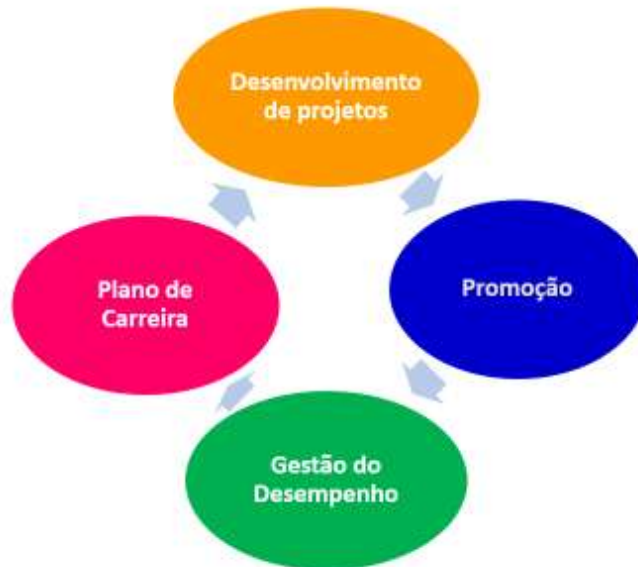 Desenvolvimento
de projetos
Promoção
Plano de
Carreira
Gestão do
Desempenho